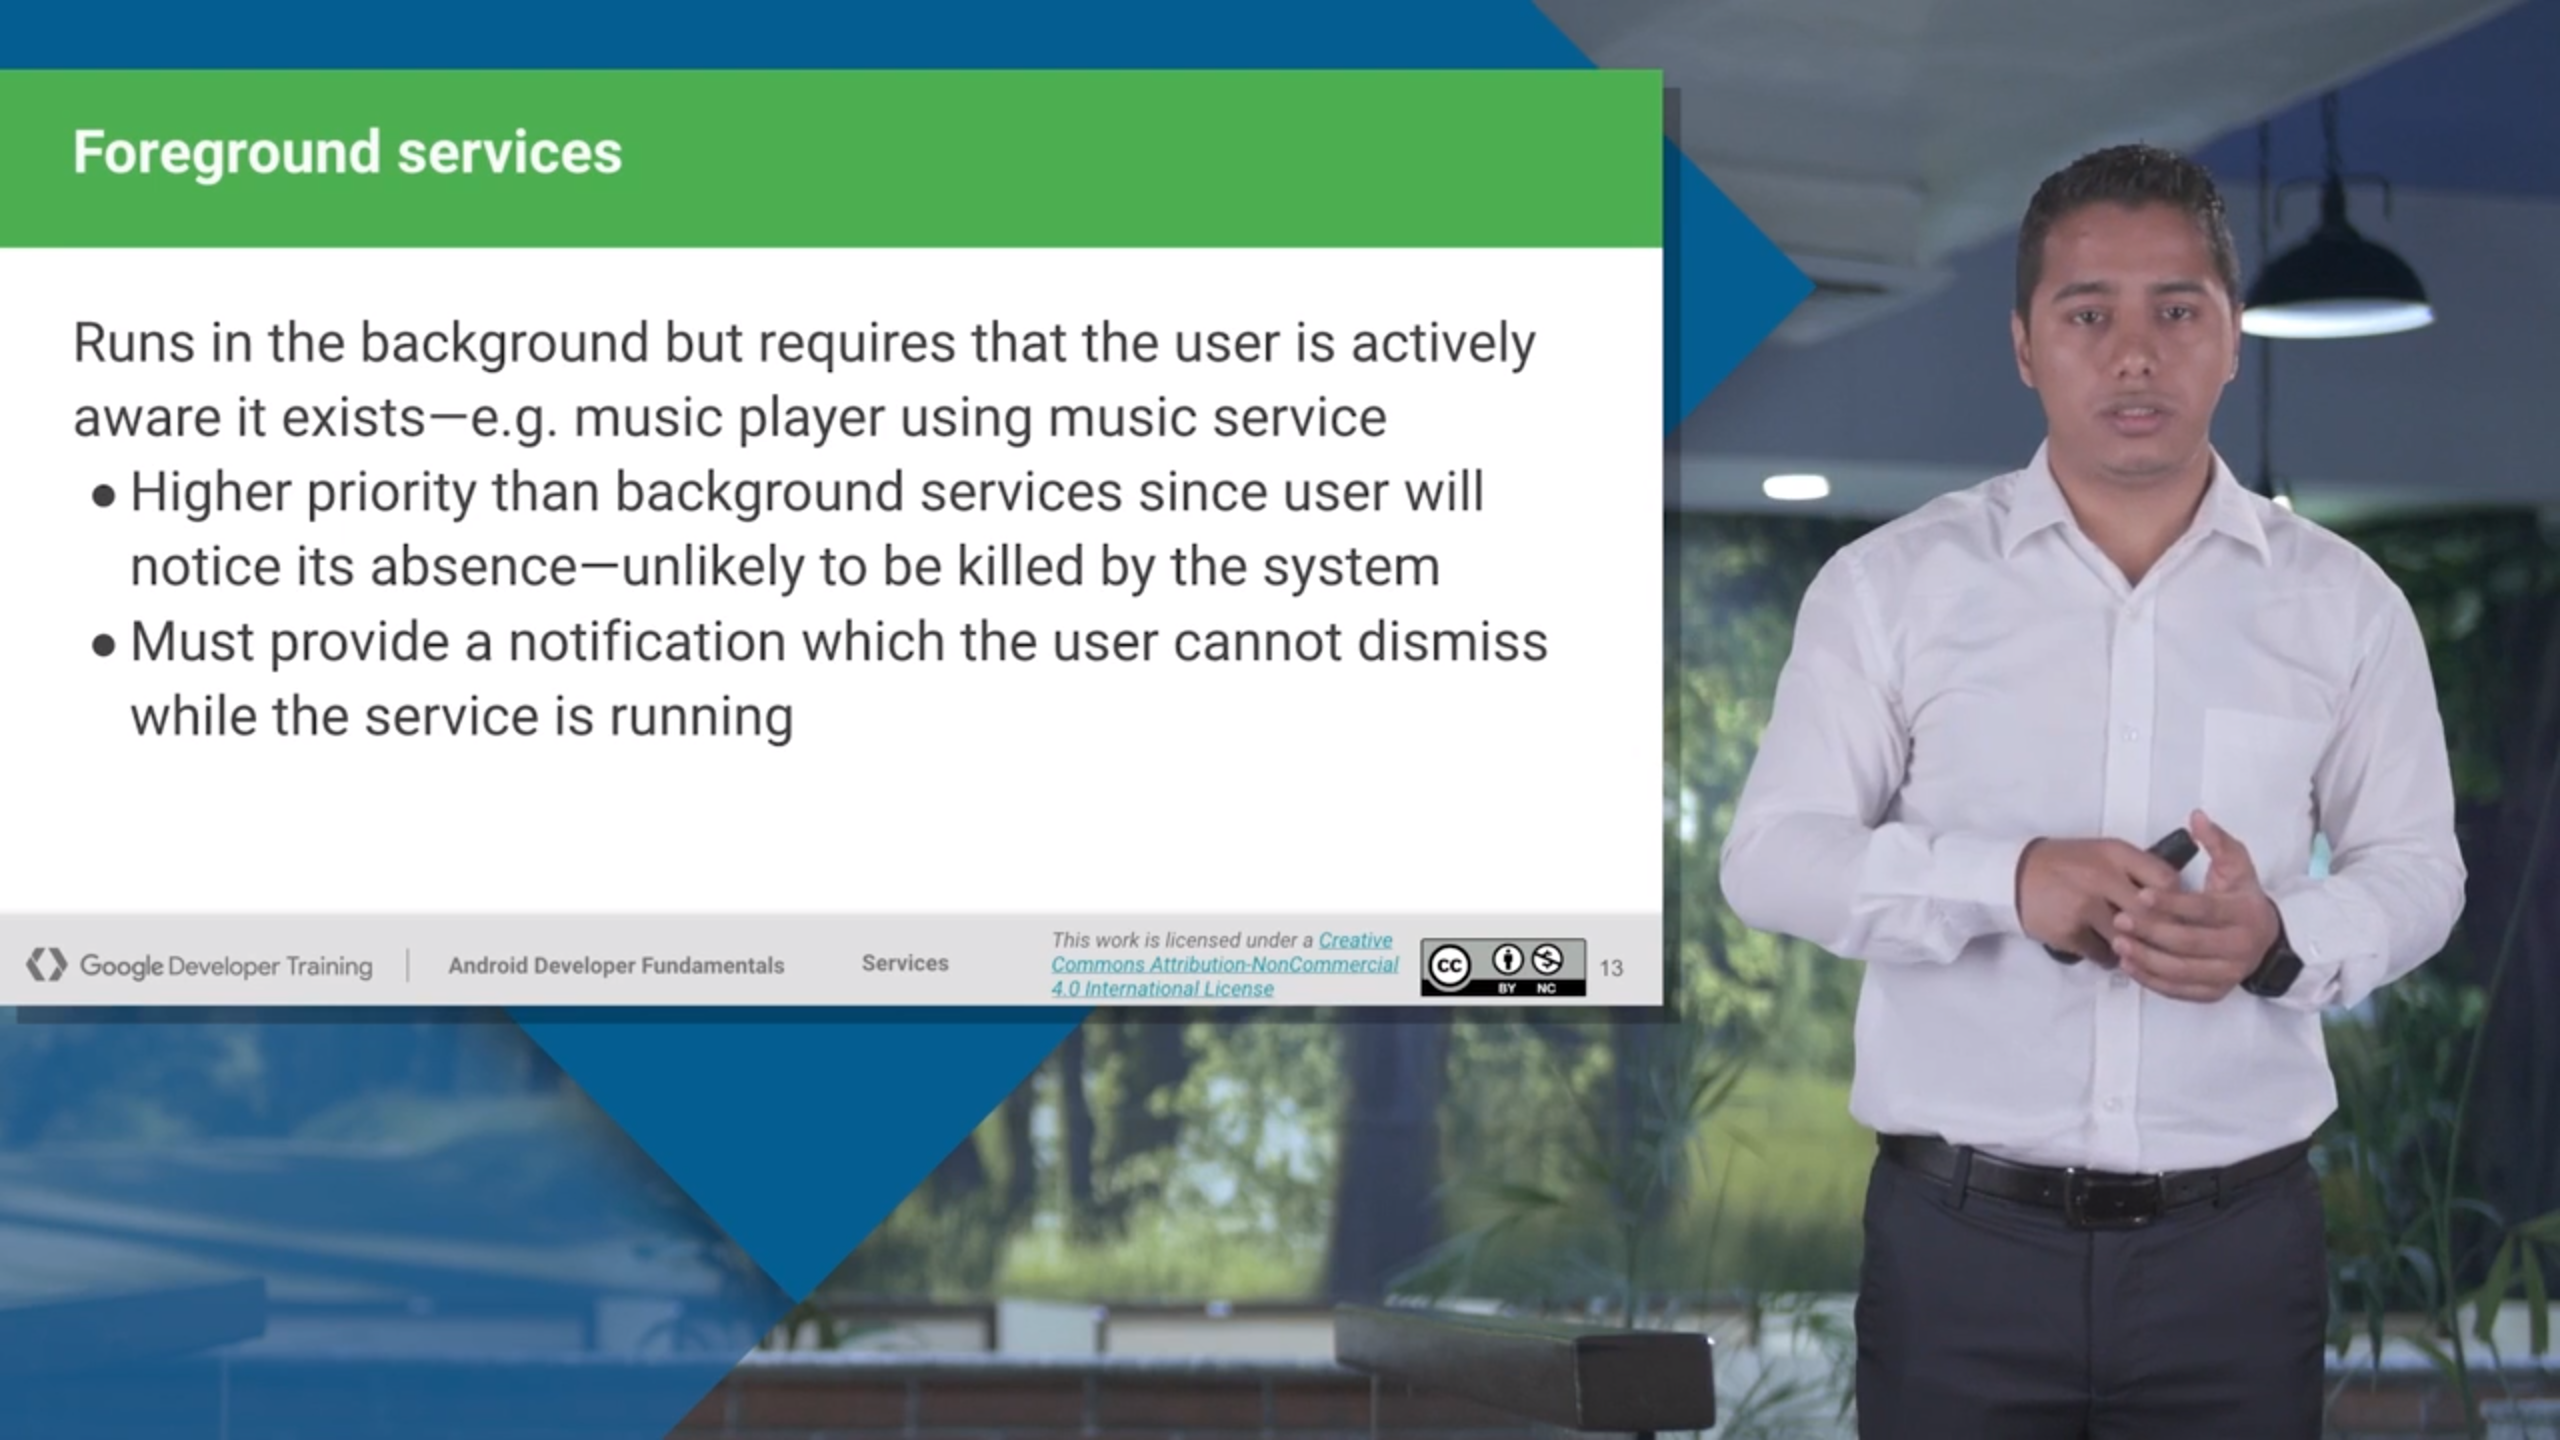 Foreground services
Runs in the background but requires that the user is actively
aware it exists—e.g. music player using music service
● Higher priority than background services since user will
notice its absence—unlikely to be killed by the system
● Must provide a notification which the user cannot dismiss
while the service is running
Google Developer Training
Android Developer Fundamentals
Services
This work is licensed under a Creative
Commons Attribution-NonCommercial
4.0 International License
CC BY NC
13